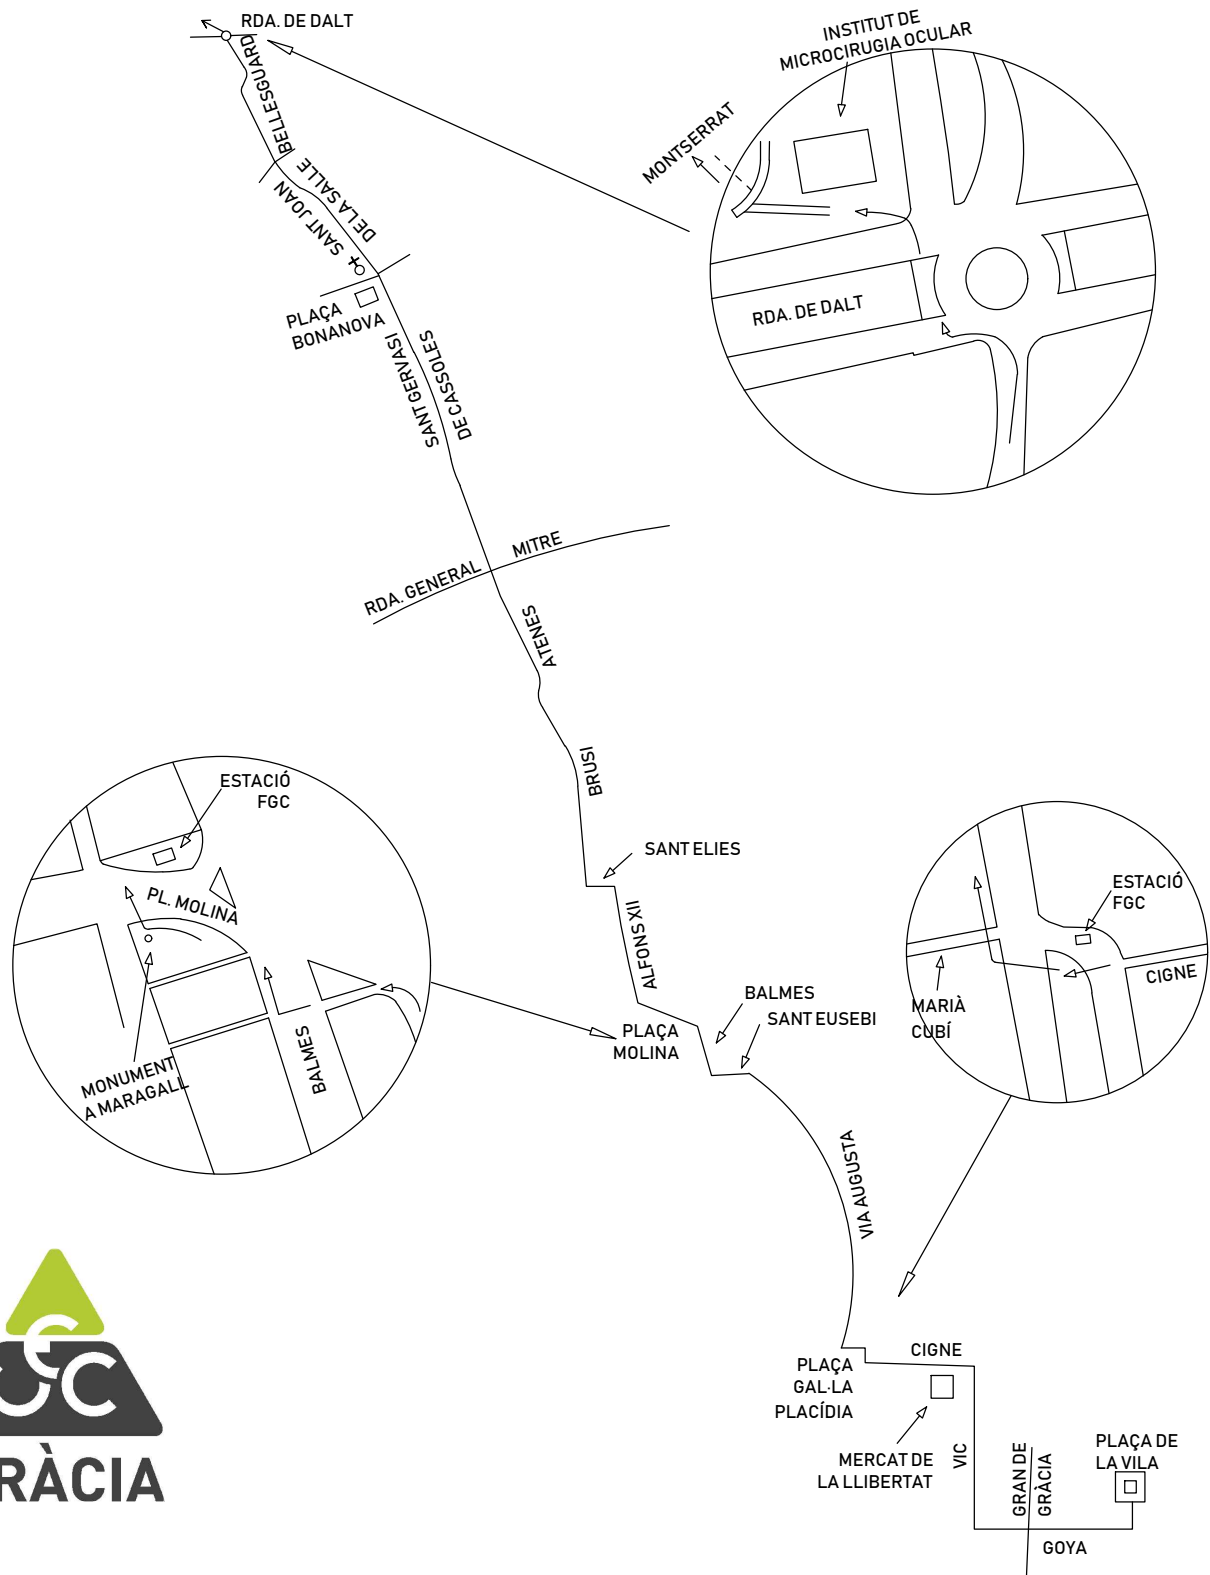 RDA. DE DALT
INSTITUT DE
MICROCIRUGIA OCULAR
MONTSERRAT
BELLESGUARD
SANT JOAN
DE LA SALLE
RDA. DE DALT
PLAÇA
BONANOVA
SANT GERVASI
DE CASSOLES
RDA. GENERAL MITRE
ATENES
BRUSI
ESTACIÓ
FGC
SANT ELIES
PL. MOLINA
ALFONS XII
ESTACIÓ
FGC
CIGNE
MARIÀ
CUBÍ
BALMES
SANT EUSEBI
PLAÇA
MOLINA
BALMES
MONUMENT
A MARAGALL
VIA AUGUSTA
CIGNE
PLAÇA
GAL·LA
PLACÍDIA
MERCAT DE
LA LLIBERTAT
VIC
GRAN DE
GRÀCIA
PLAÇA DE
LA VILA
GOYA
CEC
RÀCIA